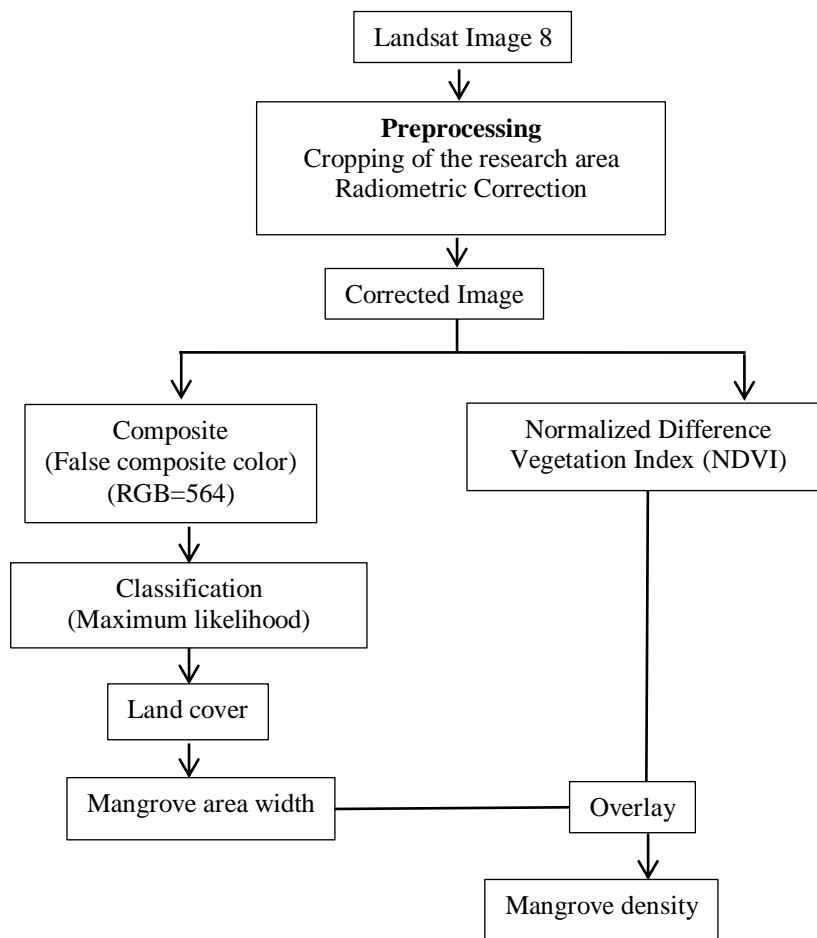 Landsat Image 8
Preprocessing
Cropping of the research area
Radiometric Correction
Corrected Image
Composite
(False composite color)
(RGB=564)
Normalized Difference
Vegetation Index (NDVI)
Classification
(Maximum likelihood)
Land cover
Mangrove area width
Overlay
Mangrove density